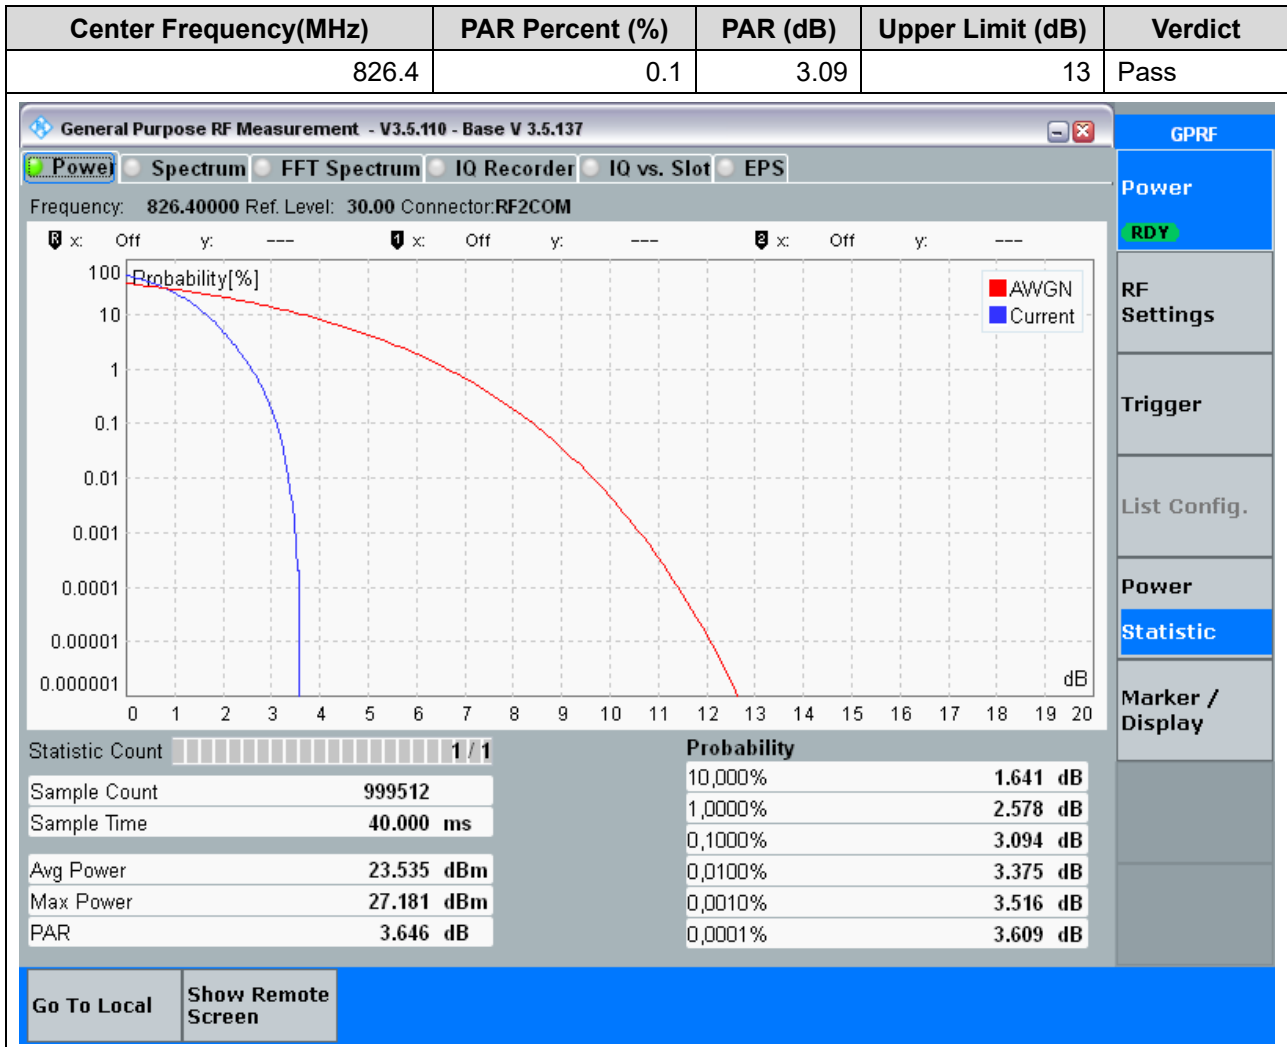 Center Frequency(MHz) PAR Percent (%) PAR (dB) Upper Limit (dB) Verdict
826.4 0.1 3.09 13 Pass
General Purpose RF Measurement - V3.5.110 - Base V 3.5.137
GPRF
Power Spectrum FFT Spectrum IQ Recorder IQ vs. Slot EPS
Power
RDY
Frequency: 826.40000 Ref. Level: 30.00 Connector:RF2COM
R x: Off y: --- 1 x: Off y: --- 2 x: Off y: ---
Probability[%]
AWGN
Current
100
10
1
0.1
0.01
0.001
0.0001
0.00001
0.000001
dB
0 1 2 3 4 5 6 7 8 9 10 11 12 13 14 15 16 17 18 19 20
RF
Settings
Trigger
List Config.
Power
Statistic
Marker /
Display
Statistic Count 1 / 1
Sample Count 999512
Sample Time 40.000 ms
Avg Power 23.535 dBm
Max Power 27.181 dBm
PAR 3.646 dB
Probability
10,000% 1.641 dB
1,0000% 2.578 dB
0,1000% 3.094 dB
0,0100% 3.375 dB
0,0010% 3.516 dB
0,0001% 3.609 dB
Go To Local
Show Remote
Screen